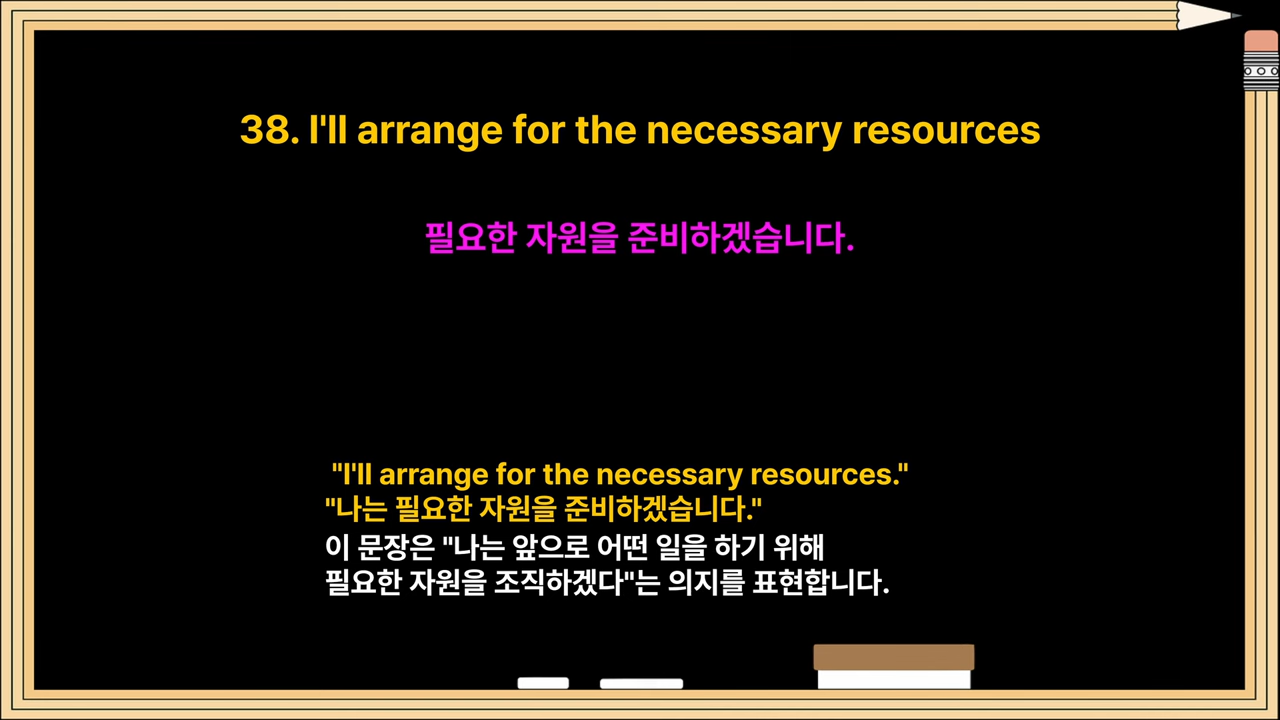 38. I'll arrange for the necessary resources
필요한 자원을 준비하겠습니다.
"I'll arrange for the necessary resources."
"나는 필요한 자원을 준비하겠습니다."
이 문장은 "나는 앞으로 어떤 일을 하기 위해
필요한 자원을 조직하겠다"는 의지를 표현합니다.